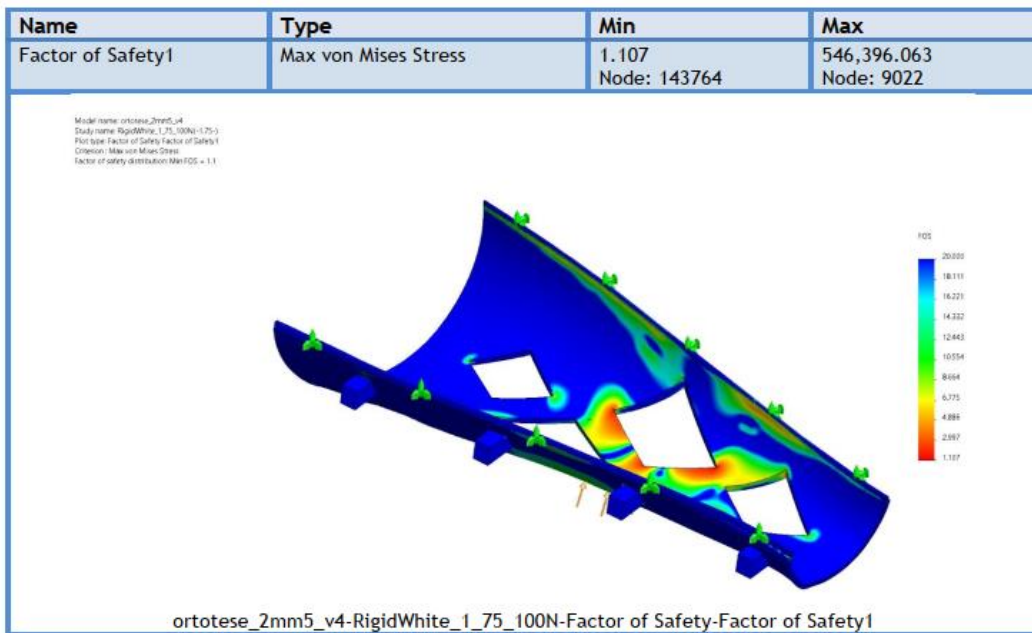 Name Type Min Max
Factor of Safety1 Max von Mises Stress 1.107 546,396.063
Node: 143764 Node: 9022
Model name: ortotese_2mm5_v4
Study name: RigidWhite_1_75_100N(-1.75-)
Plot type: Factor of Safety Factor of Safety1
Criterion : Max von Mises Stress
Factor of safety distribution: Min FOS = 1.1
FOS
20.000
18.111
16.221
14.332
12.443
10.554
8.664
6.775
4.886
2.997
1.107
ortotese_2mm5_v4-RigidWhite_1_75_100N-Factor of Safety-Factor of Safety1